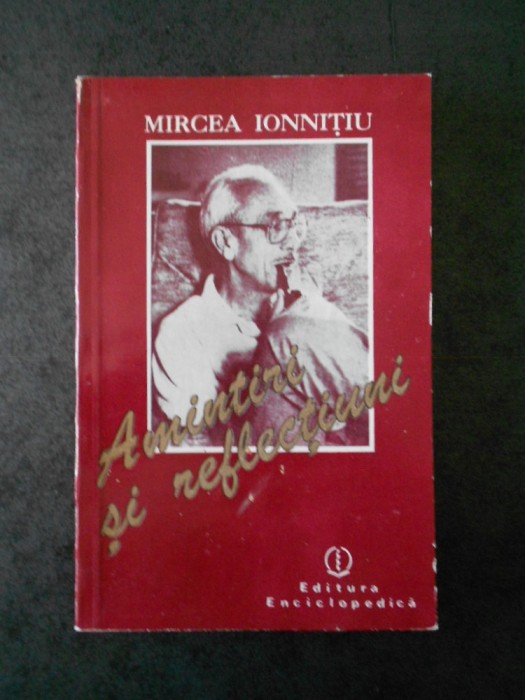 MIRCEA IONNIȚIU
Amintiri
și reflecțiuni
Editura
Enciclopedică